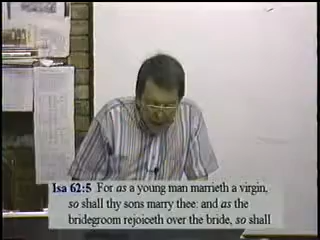 Isa 62:5 For as a young man marrieth a virgin,
so shall thy sons marry thee: and as the
bridegroom rejoiceth over the bride, so shall